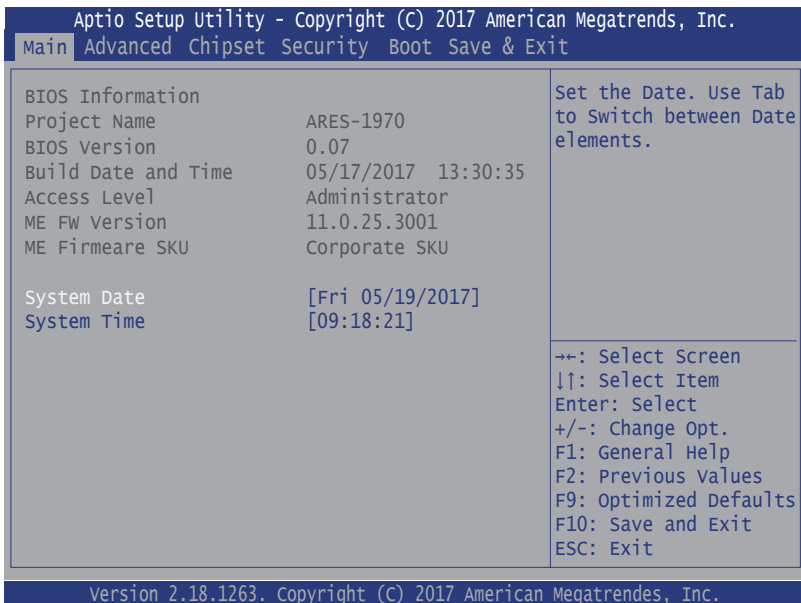 Aptio Setup Utility - Copyright (C) 2017 American Megatrends, Inc.
Main Advanced Chipset Security Boot Save & Exit
BIOS Information
Project Name ARES-1970
BIOS Version 0.07
Build Date and Time 05/17/2017 13:30:35
Access Level Administrator
ME FW Version 11.0.25.3001
ME Firmeare SKU Corporate SKU
System Date [Fri 05/19/2017]
System Time [09:18:21]
Set the Date. Use Tab
to Switch between Date
elements.
→←: Select Screen
↓↑: Select Item
Enter: Select
+/-: Change Opt.
F1: General Help
F2: Previous Values
F9: Optimized Defaults
F10: Save and Exit
ESC: Exit
Version 2.18.1263. Copyright (C) 2017 American Megatrendes, Inc.